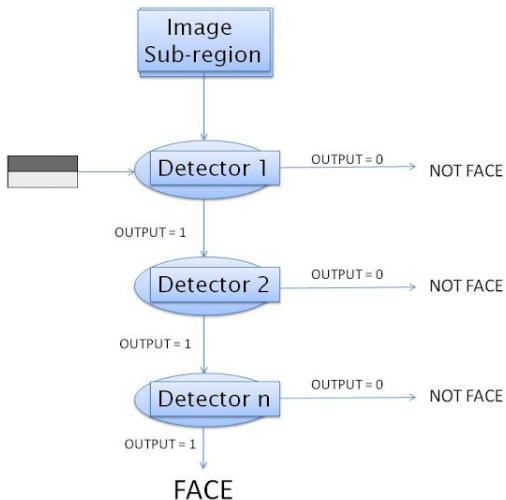 Image
Sub-region
Detector 1
OUTPUT = 0
NOT FACE
OUTPUT = 1
Detector 2
OUTPUT = 0
NOT FACE
OUTPUT = 1
Detector n
OUTPUT = 0
NOT FACE
OUTPUT = 1
FACE